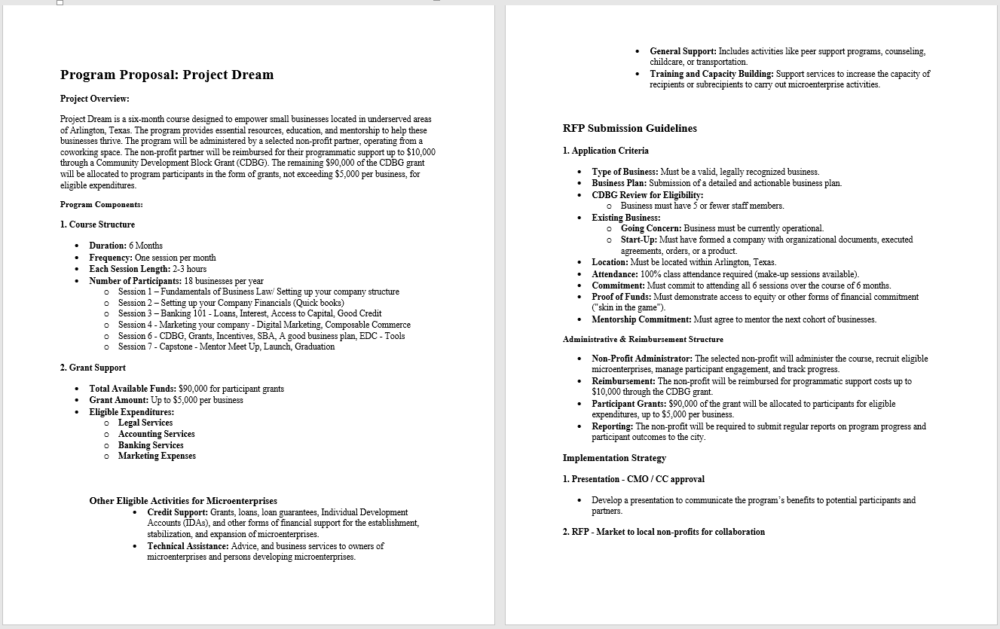 Program Proposal: Project Dream
Project Overview:
Project Dream is a six-month course designed to empower small businesses located in underserved areas
of Arlington, Texas. The program provides essential resources, education, and mentorship to help these
businesses thrive. The program will be administered by a selected non-profit partner, operating from a
coworking space. The non-profit partner will be reimbursed for their programmatic support up to $10,000
through a Community Development Block Grant (CDBG). The remaining $90,000 of the CDBG grant
will be allocated to program participants in the form of grants, not exceeding $5,000 per business, for
eligible expenditures.
Program Components:
1. Course Structure
• Duration: 6 Months
• Frequency: One session per month
• Each Session Length: 2-3 hours
• Number of Participants: 18 businesses per year
o Session 1 – Fundamentals of Business Law/ Setting up your company structure
o Session 2 – Setting up your Company Financials (Quick books)
o Session 3 – Banking 101 - Loans, Interest, Access to Capital, Good Credit
o Session 4 - Marketing your company - Digital Marketing, Composable Commerce
o Session 6 - CDBG, Grants, Incentives, SBA, A good business plan, EDC - Tools
o Session 7 - Capstone - Mentor Meet Up, Launch, Graduation
2. Grant Support
• Total Available Funds: $90,000 for participant grants
• Grant Amount: Up to $5,000 per business
• Eligible Expenditures:
o Legal Services
o Accounting Services
o Banking Services
o Marketing Expenses
Other Eligible Activities for Microenterprises
• Credit Support: Grants, loans, loan guarantees, Individual Development
Accounts (IDAs), and other forms of financial support for the establishment,
stabilization, and expansion of microenterprises.
• Technical Assistance: Advice, and business services to owners of
microenterprises and persons developing microenterprises.
• General Support: Includes activities like peer support programs, counseling,
childcare, or transportation.
• Training and Capacity Building: Support services to increase the capacity of
recipients or subrecipients to carry out microenterprise activities.
RFP Submission Guidelines
1. Application Criteria
• Type of Business: Must be a valid, legally recognized business.
• Business Plan: Submission of a detailed and actionable business plan.
• CDBG Review for Eligibility:
o Business must have 5 or fewer staff members.
• Existing Business:
o Going Concern: Business must be currently operational.
o Start-Up: Must have formed a company with organizational documents, executed
agreements, orders, or a product.
• Location: Must be located within Arlington, Texas.
• Attendance: 100% class attendance required (make-up sessions available).
• Commitment: Must commit to attending all 6 sessions over the course of 6 months.
• Proof of Funds: Must demonstrate access to equity or other forms of financial commitment
("skin in the game").
• Mentorship Commitment: Must agree to mentor the next cohort of businesses.
Administrative & Reimbursement Structure
• Non-Profit Administrator: The selected non-profit will administer the course, recruit eligible
microenterprises, manage participant engagement, and track progress.
• Reimbursement: The non-profit will be reimbursed for programmatic support costs up to
$10,000 through the CDBG grant.
• Participant Grants: $90,000 of the grant will be allocated to participants for eligible
expenditures, up to $5,000 per business.
• Reporting: The non-profit will be required to submit regular reports on program progress and
participant outcomes to the city.
Implementation Strategy
1. Presentation - CMO / CC approval
• Develop a presentation to communicate the program’s benefits to potential participants and
partners.
2. RFP - Market to local non-profits for collaboration